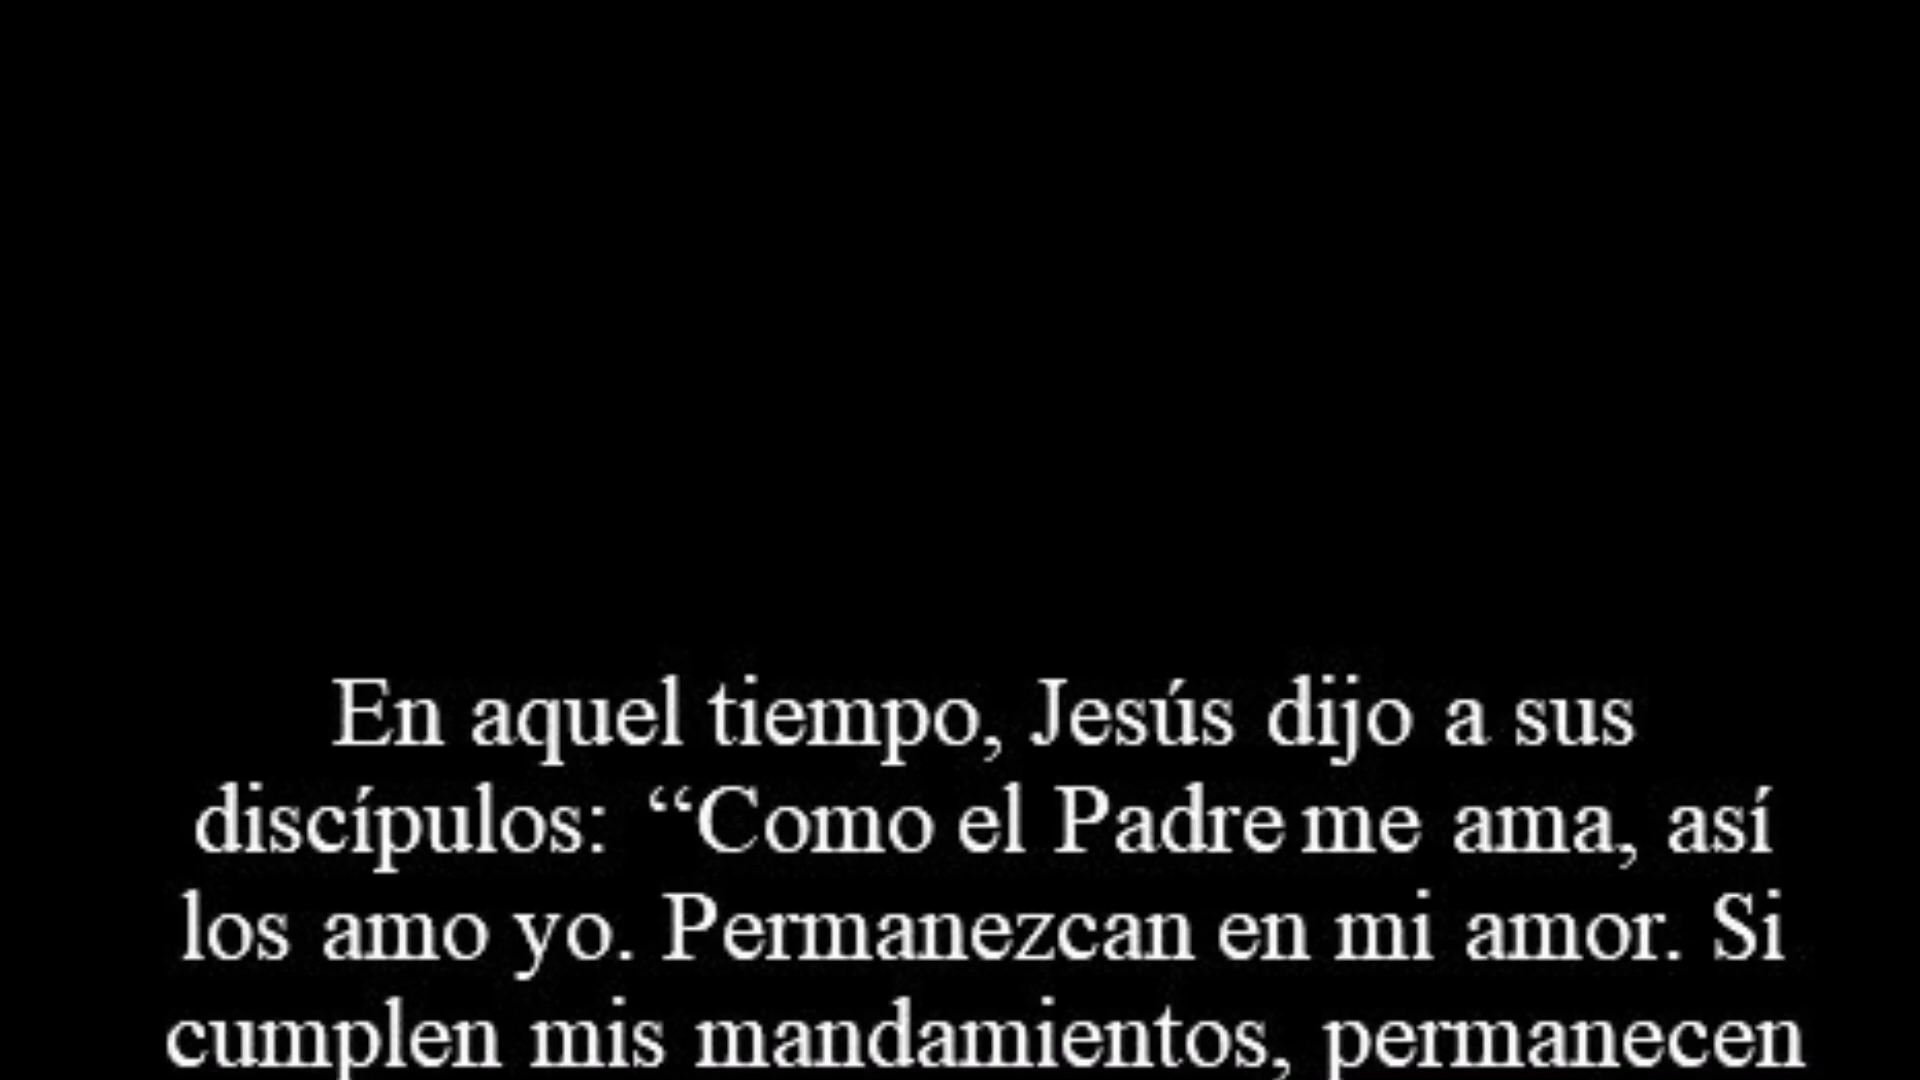 En aquel tiempo, Jesús dijo a sus
discípulos: “Como el Padre me ama, así
los amo yo. Permanezcan en mi amor. Si
cumplen mis mandamientos, permanecen